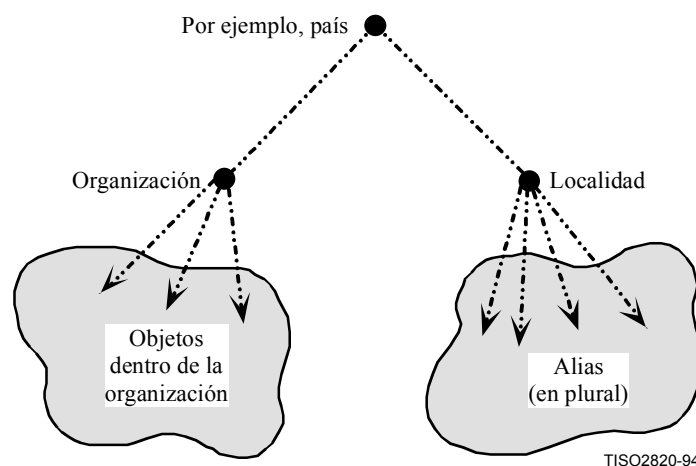 Por ejemplo, país
Organización
Localidad
Objetos
dentro de la
organización
Alias
(en plural)
TISO2820-94